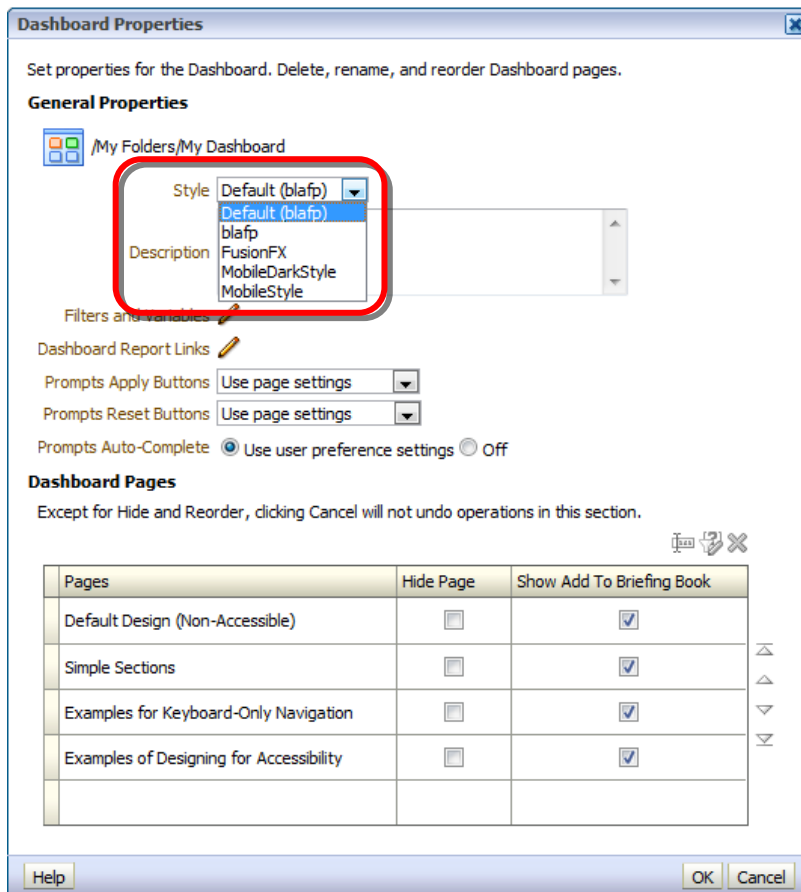 Dashboard Properties
Set properties for the Dashboard. Delete, rename, and reorder Dashboard pages.
General Properties
/My Folders/My Dashboard
Style Default (blafp)
Default (blafp)
blafp
Description FusionFX
MobileDarkStyle
MobileStyle
Filters and Variables
Dashboard Report Links
Prompts Apply Buttons Use page settings
Prompts Reset Buttons Use page settings
Prompts Auto-Complete Use user preference settings Off
Dashboard Pages
Except for Hide and Reorder, clicking Cancel will not undo operations in this section.
Pages Hide Page Show Add To Briefing Book
Default Design (Non-Accessible)
Simple Sections
Examples for Keyboard-Only Navigation
Examples of Designing for Accessibility
Help OK Cancel